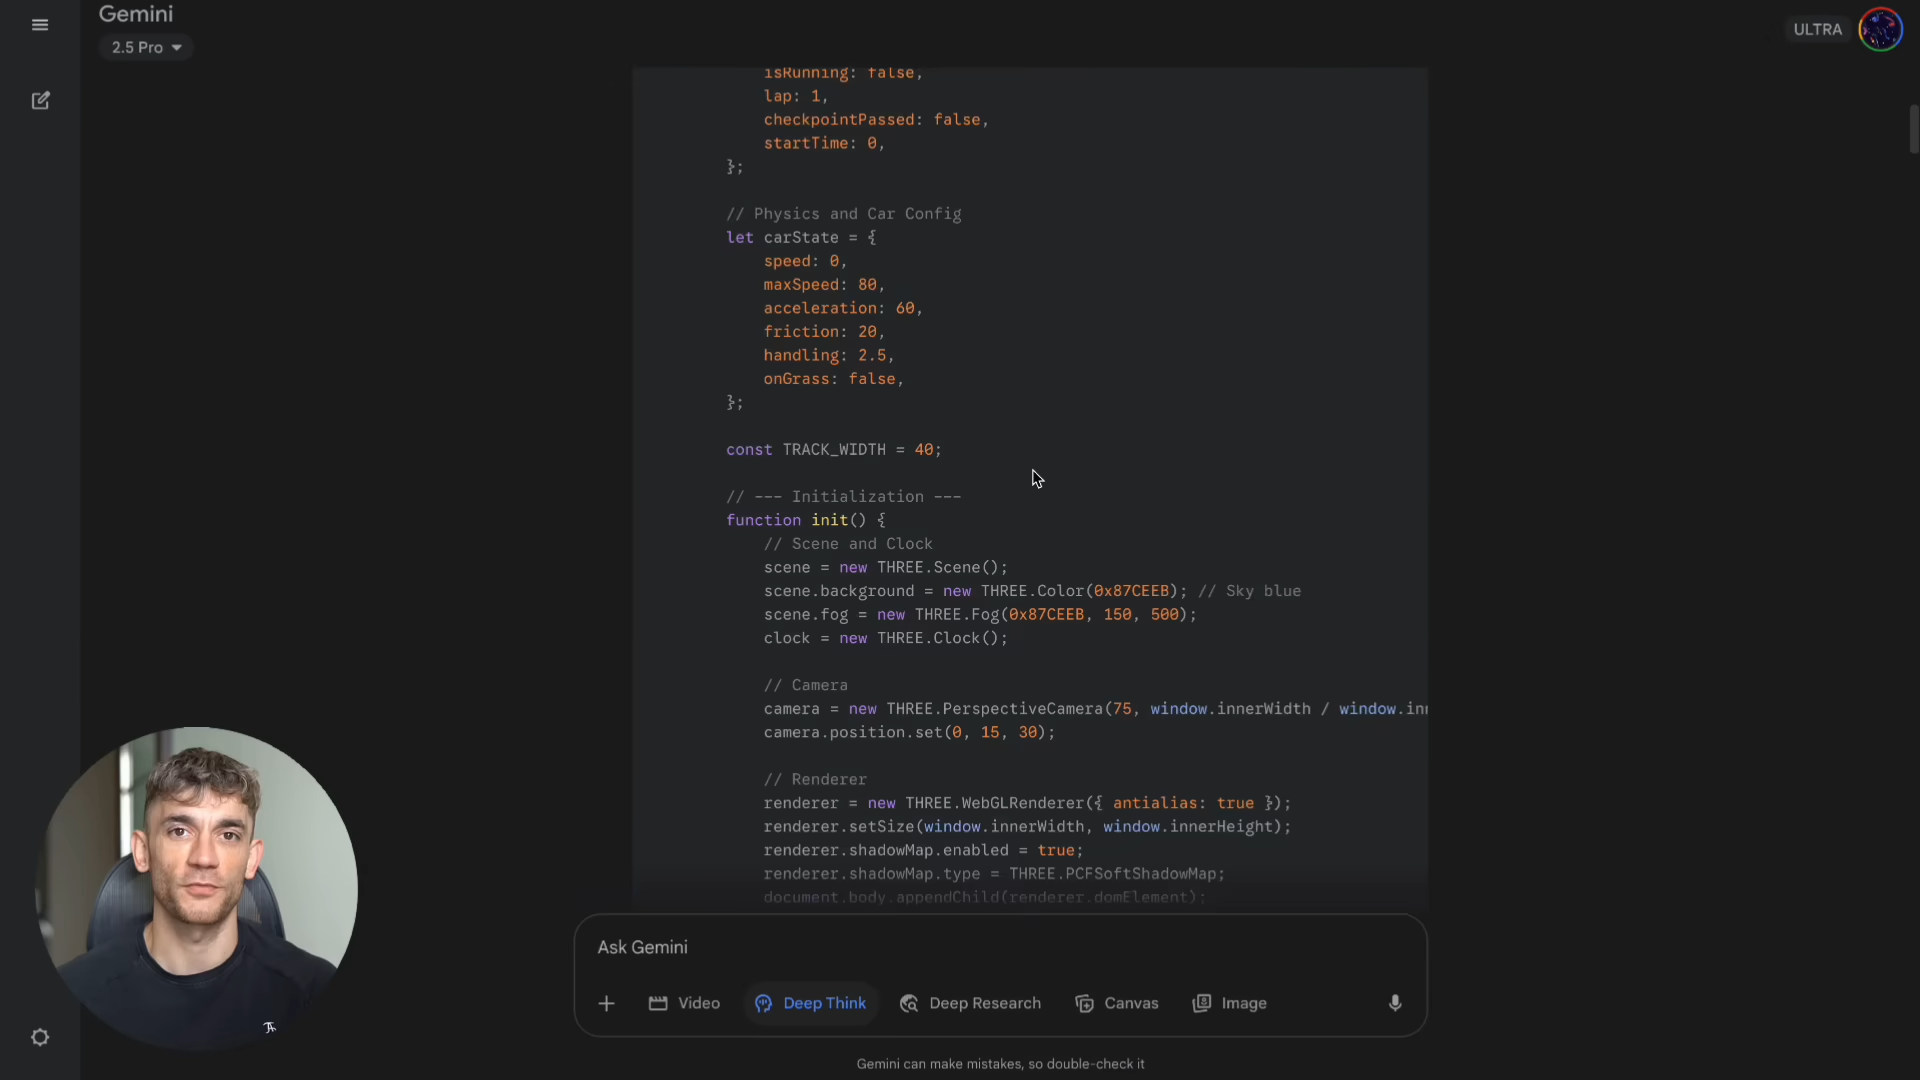 Gemini
2.5 Pro
ULTRA
isRunning: false,
lap: 1,
checkpointPassed: false,
startTime: 0,
};
// Physics and Car Config
let carState = {
speed: 0,
maxSpeed: 80,
acceleration: 60,
friction: 20,
handling: 2.5,
onGrass: false,
};
const TRACK_WIDTH = 40;
// --- Initialization ---
function init() {
// Scene and Clock
scene = new THREE.Scene();
scene.background = new THREE.Color(0x87CEEB); // Sky blue
scene.fog = new THREE.Fog(0x87CEEB, 150, 500);
clock = new THREE.Clock();
// Camera
camera = new THREE.PerspectiveCamera(75, window.innerWidth / window.inn
camera.position.set(0, 15, 30);
// Renderer
renderer = new THREE.WebGLRenderer({ antialias: true });
renderer.setSize(window.innerWidth, window.innerHeight);
renderer.shadowMap.enabled = true;
renderer.shadowMap.type = THREE.PCFSoftShadowMap;
document.body.appendChild(renderer.domElement);
Ask Gemini
Video
Deep Think
Deep Research
Canvas
Image
Gemini can make mistakes, so double-check it